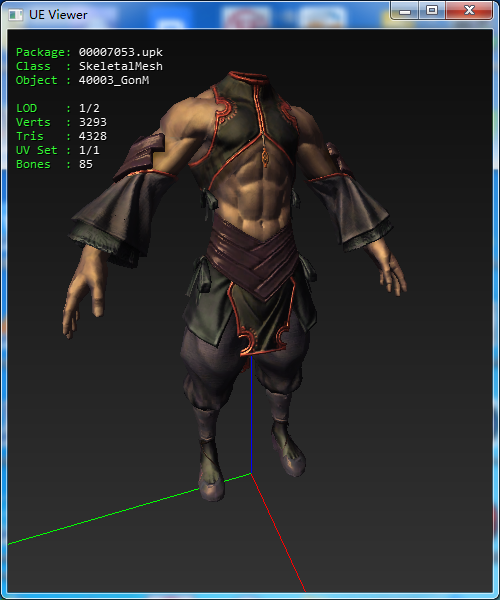 UE Viewer
Package: 00007053.upk
Class : SkeletalMesh
Object : 40003_GonM
LOD : 1/2
Verts : 3293
Tris : 4328
UV Set : 1/1
Bones : 85